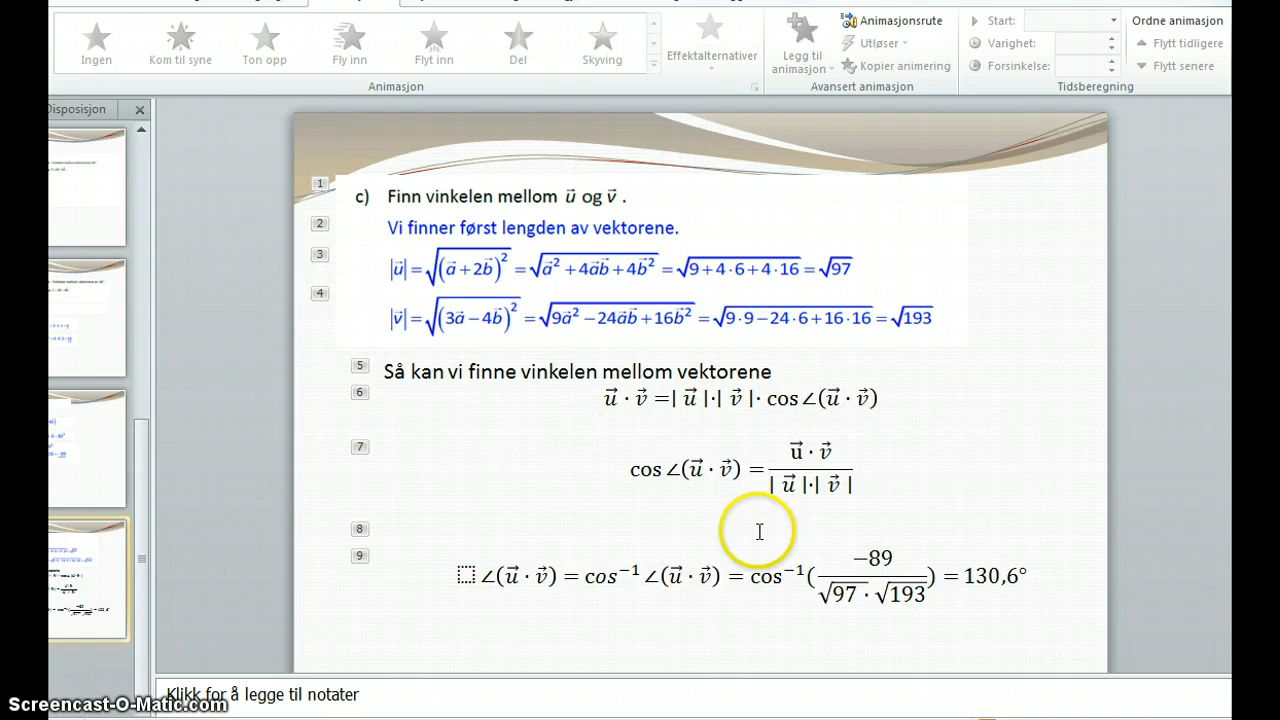 Animasjonsrute
Start:
Ordne animasjon
Utløser
Varighet:
Flytt tidligere
Ingen Kom til syne Ton opp Fly inn Flyt inn Del Skyving
Effektalternativer
Legg til animasjon
Kopier animering
Forsinkelse:
Flytt senere
Animasjon
Avansert animasjon
Tidsberegning
Disposisjon
1
c) Finn vinkelen mellom u⃗ og v⃗ .
2
Vi finner først lengden av vektorene.
3
|u⃗| = √(a⃗ + 2b⃗)² = √a⃗² + 4a⃗b⃗ + 4b⃗² = √9 + 4·6 + 4·16 = √97
4
|v⃗| = √(3a⃗ − 4b⃗)² = √9a⃗² − 24a⃗b⃗ + 16b⃗² = √9·9 − 24·6 + 16·16 = √193
5
Så kan vi finne vinkelen mellom vektorene
6
u⃗ · v⃗ = | u⃗ |·| v⃗ |· cos∠(u⃗ · v⃗)
7
cos∠(u⃗ · v⃗) = u⃗ · v⃗ / | u⃗ |·| v⃗ |
8
9
∠(u⃗ · v⃗) = cos⁻¹ ∠(u⃗ · v⃗) = cos⁻¹(−89 / √97 · √193) = 130,6°
Klikk for å legge til notater
Screencast-O-Matic.com